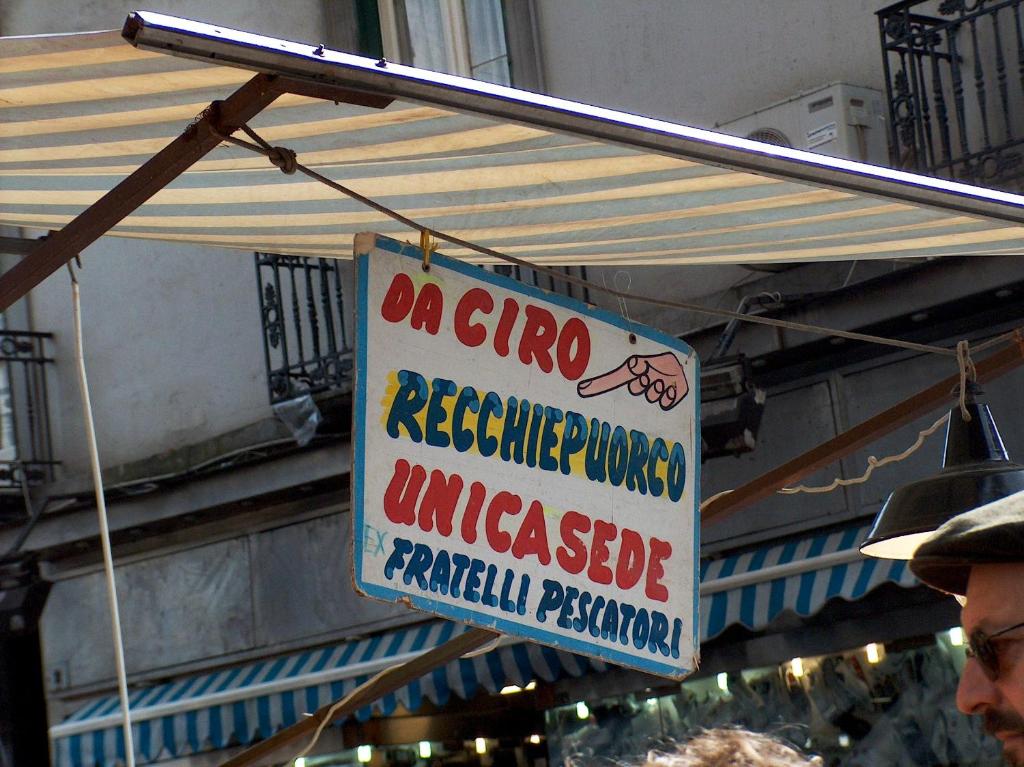 DA CIRO
RECCHIEPUORCO
UNICA SEDE
EX FRATELLI PESCATORI